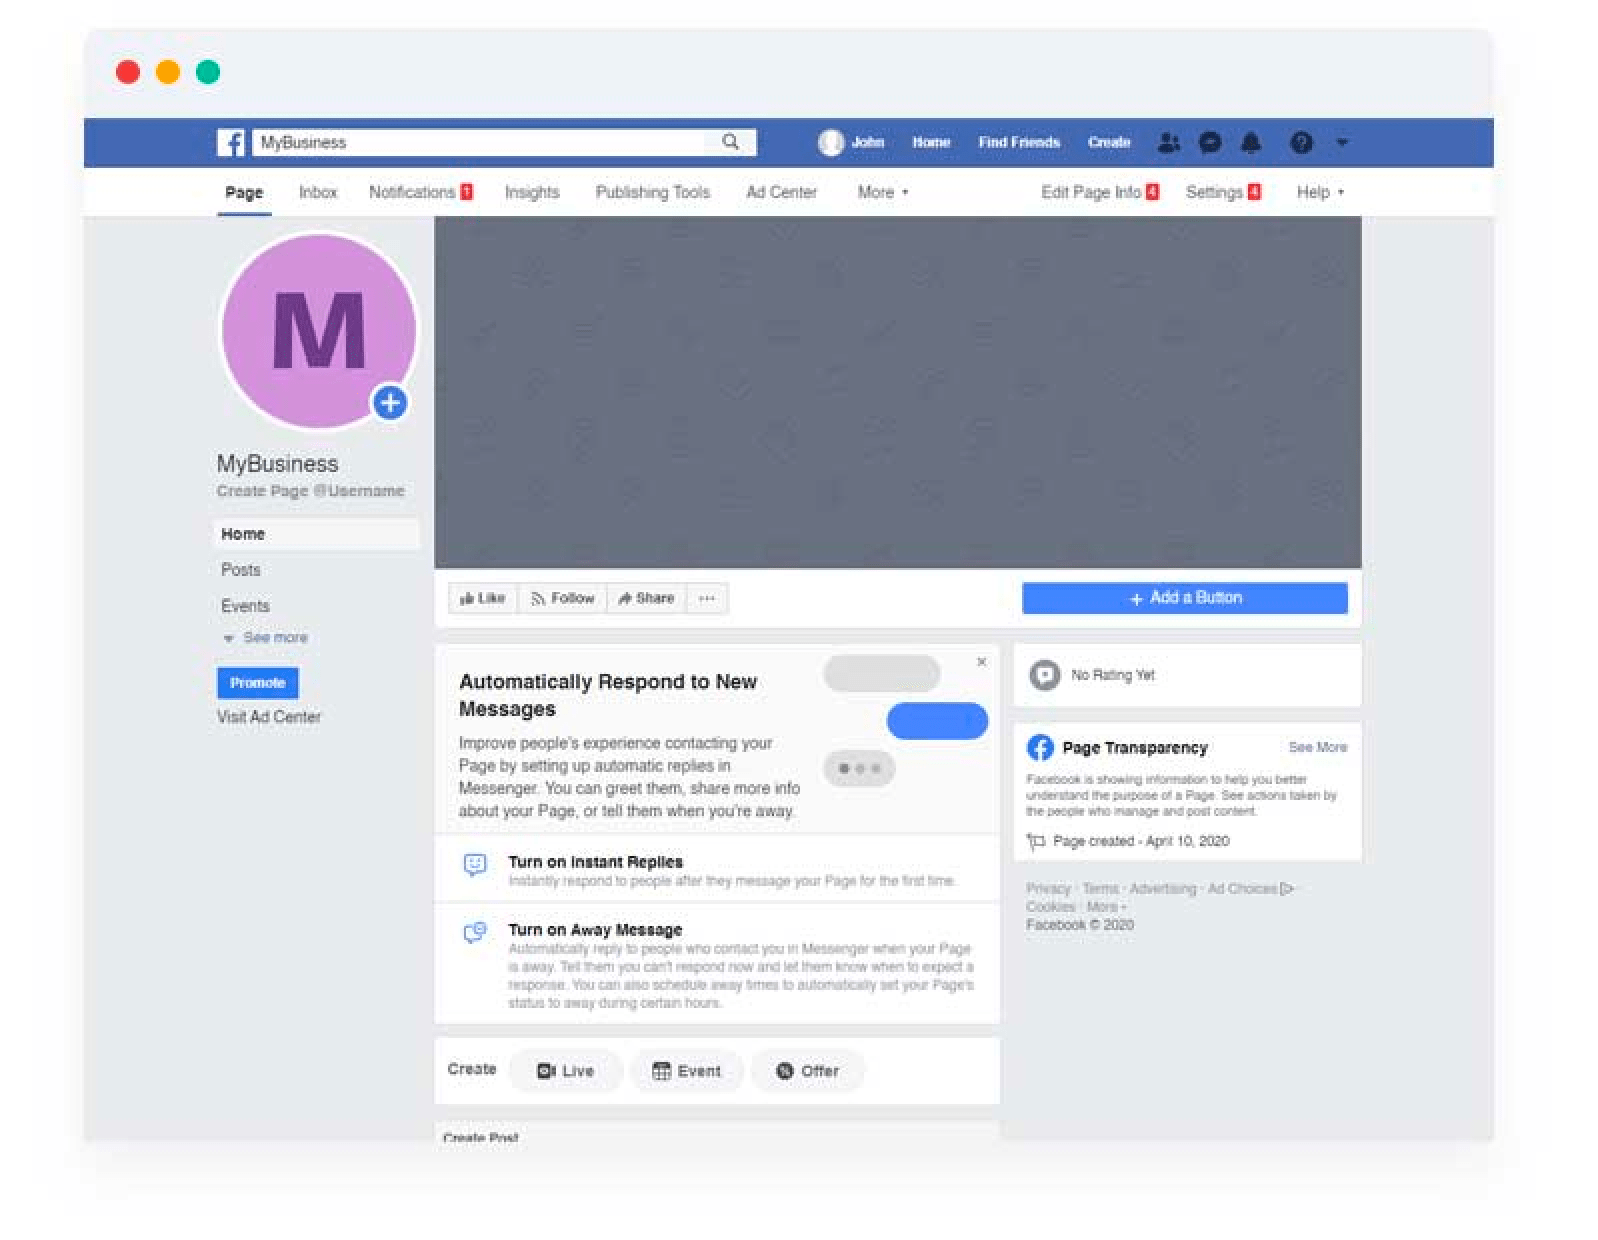 MyBusiness
John Home Find Friends Create
Page Inbox Notifications 1 Insights Publishing Tools Ad Center More Edit Page Info 4 Settings 4 Help
M
MyBusiness
Create Page @Username
Home
Posts
Events
See more
Promote
Visit Ad Center
Like Follow Share ...
+ Add a Button
Automatically Respond to New
Messages
Improve people's experience contacting your
Page by setting up automatic replies in
Messenger. You can greet them, share more info
about your Page, or tell them when you're away.
Turn on Instant Replies
Instantly respond to people after they message your Page for the first time.
Turn on Away Message
Automatically reply to people who contact you in Messenger when your Page
is away. Tell them you can't respond now and let them know when to expect a
response. You can also schedule away times to automatically set your Page's
status to away during certain hours.
Create Live Event Offer
Create Post
No Rating Yet
Page Transparency See More
Facebook is showing information to help you better
understand the purpose of a Page. See actions taken by
the people who manage and post content.
Page created - April 10, 2020
Privacy · Terms · Advertising · Ad Choices ·
Cookies · More
Facebook © 2020